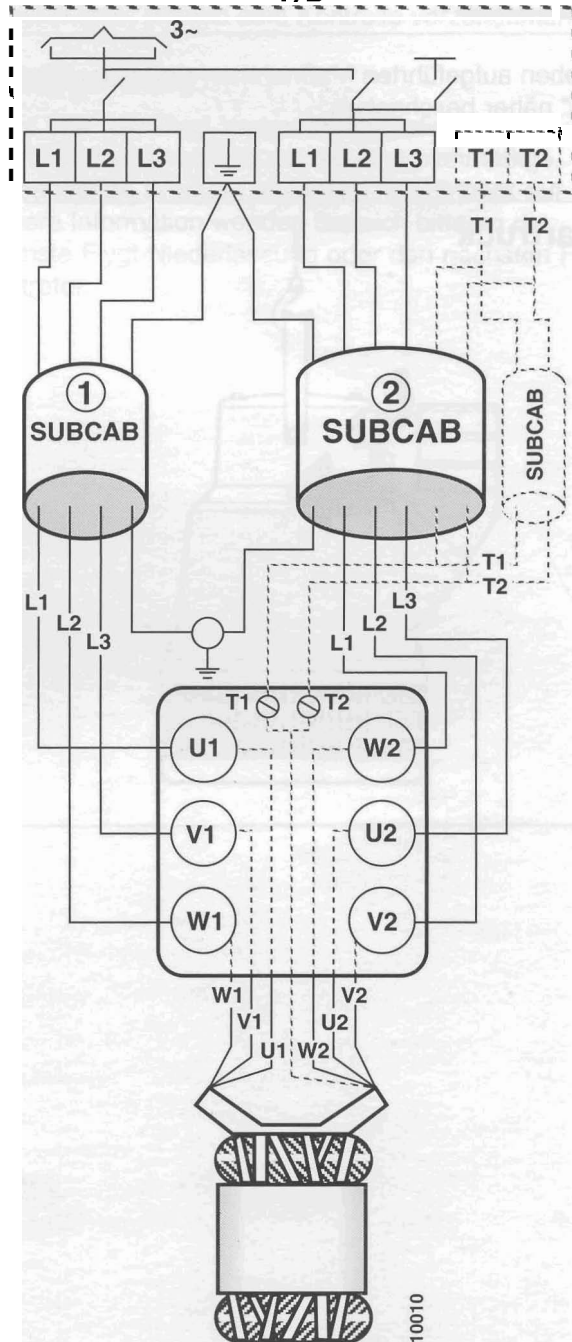 3~
L1 L2 L3 L1 L2 L3 T1 T2
T1 T2
1
SUBCAB
2
SUBCAB
SUBCAB
T1
T2
L1 L2 L3
L1 L2 L3
T1 T2
U1 W2
V1 U2
W1 V2
W1 V2
V1 U2
U1 W2
10010